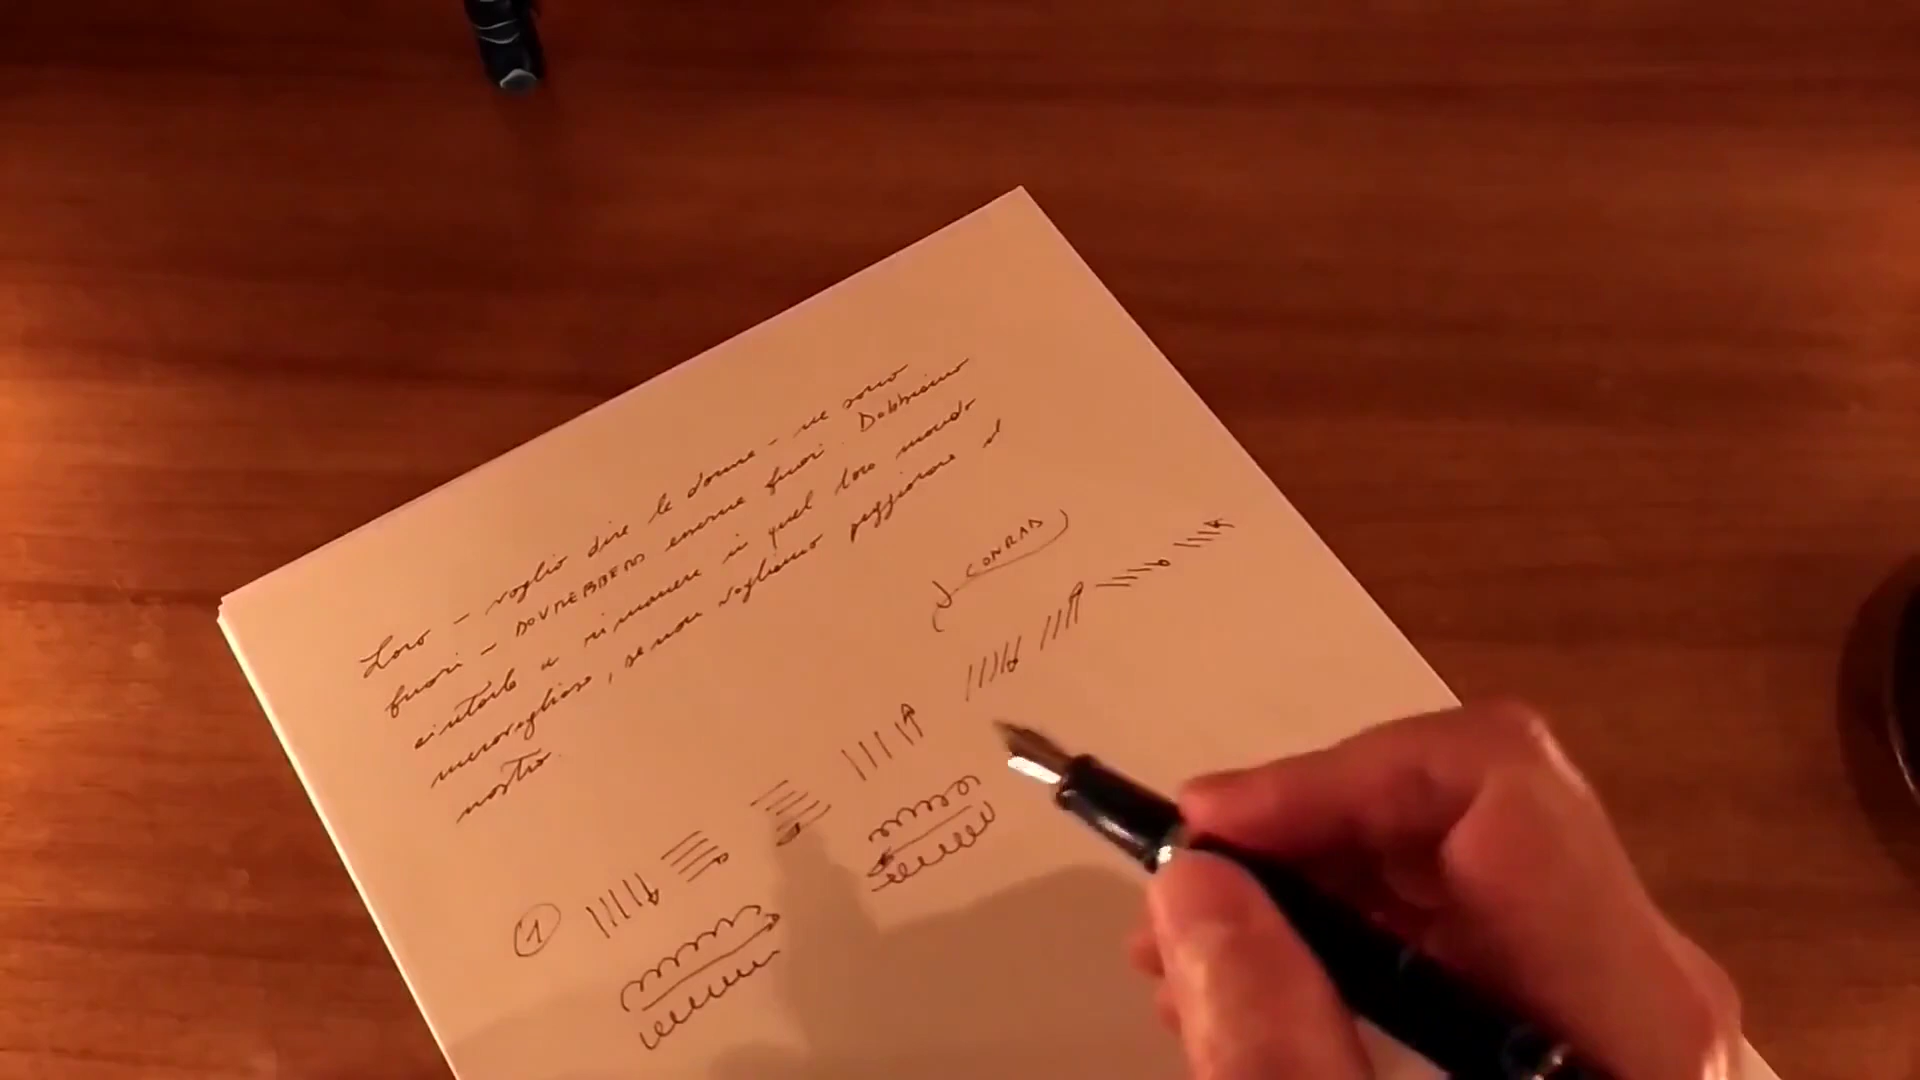 Loro - voglio dire le donne - ne sono
fuori - DOVREBBERO esserne fuori. Dobbiamo
aiutarle a rimanere in quel loro mondo
meraviglioso, se non vogliamo peggiorare il
nostro.
J CONRAD
1